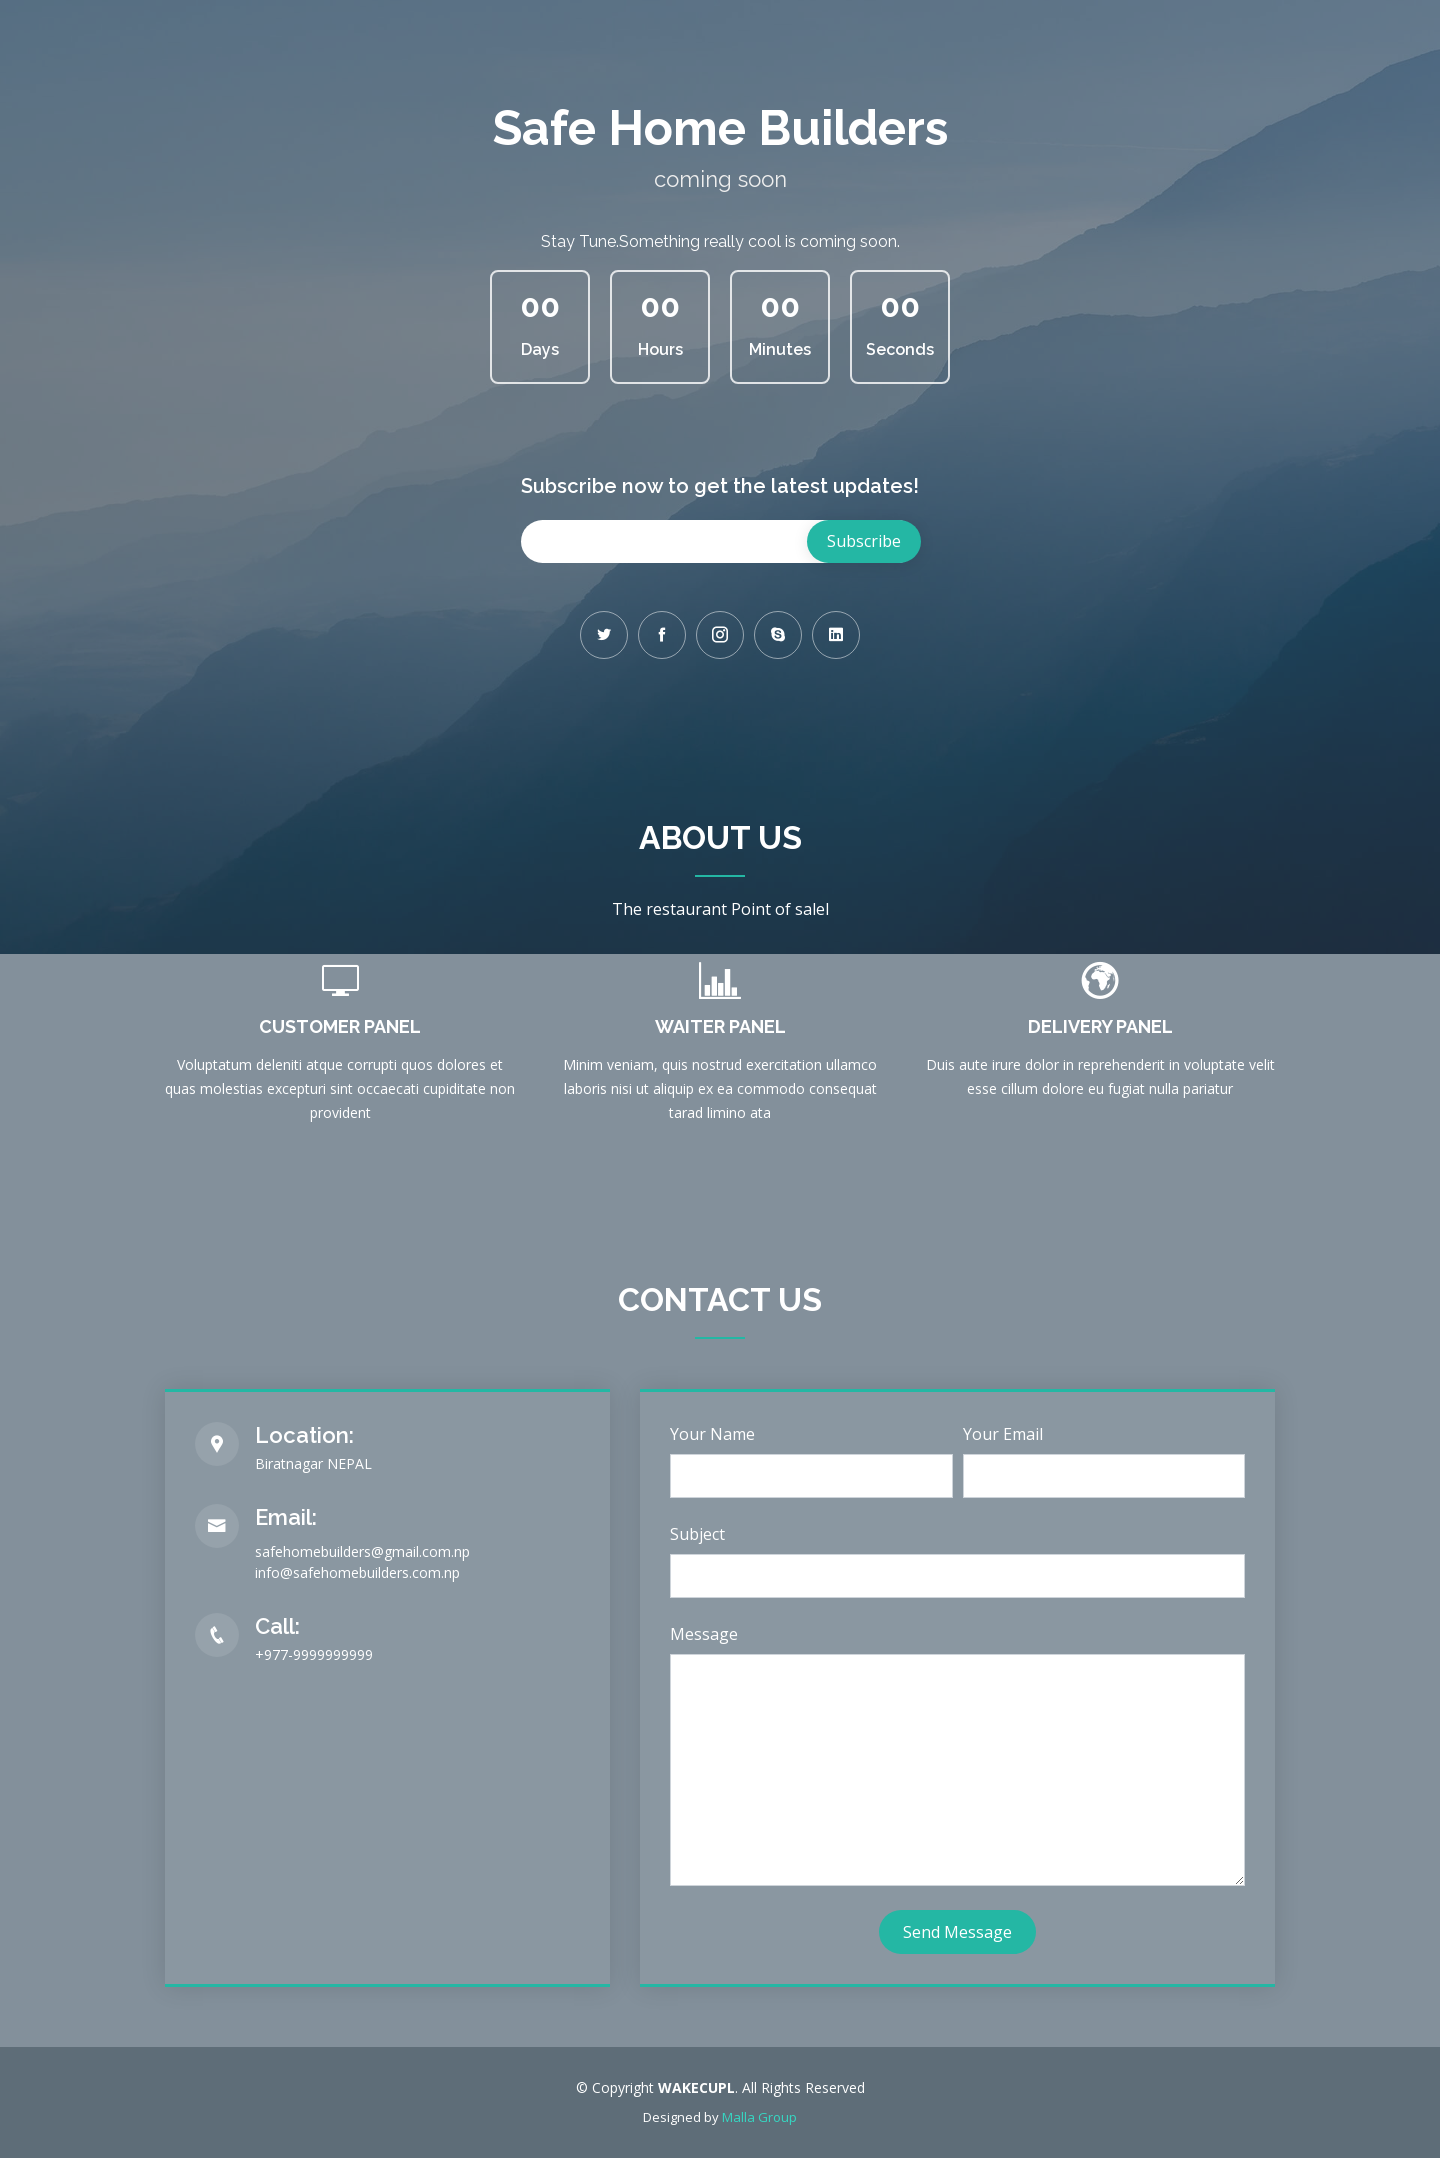 Safe Home Builders
coming soon
Stay Tune.Something really cool is coming soon.
00 00 00 00
Days Hours Minutes Seconds
Subscribe now to get the latest updates!
Subscribe
ABOUT US
The restaurant Point of salel
CUSTOMER PANEL
Voluptatum deleniti atque corrupti quos dolores et
quas molestias excepturi sint occaecati cupiditate non
provident
WAITER PANEL
Minim veniam, quis nostrud exercitation ullamco
laboris nisi ut aliquip ex ea commodo consequat
tarad limino ata
DELIVERY PANEL
Duis aute irure dolor in reprehenderit in voluptate velit
esse cillum dolore eu fugiat nulla pariatur
CONTACT US
Location:
Biratnagar NEPAL
Email:
safehomebuilders@gmail.com.np
info@safehomebuilders.com.np
Call:
+977-9999999999
Your Name
Your Email
Subject
Message
Send Message
© Copyright WAKECUPL. All Rights Reserved
Designed by Malla Group